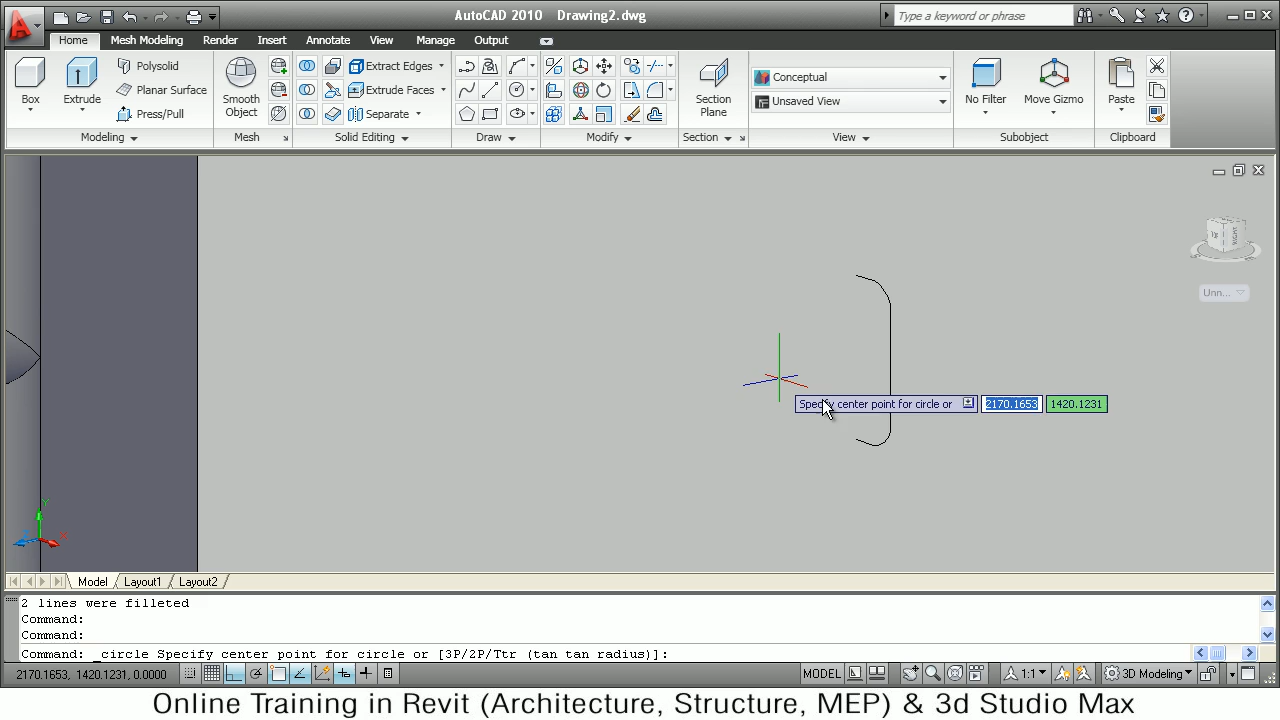 AutoCAD 2010 Drawing2.dwg
Type a keyword or phrase
Home Mesh Modeling Render Insert Annotate View Manage Output
Box
Extrude
Polysolid
Planar Surface
Press/Pull
Modeling
Smooth
Object
Mesh
Extract Edges
Extrude Faces
Separate
Solid Editing
Draw
Modify
Section
Plane
Section
Conceptual
Unsaved View
View
No Filter
Move Gizmo
Subobject
Paste
Clipboard
RIGHT
Unn...
Specify center point for circle or 2170.1653 1420.1231
Y
X
Z
Model Layout1 Layout2
2 lines were filleted
Command:
Command:
Command: _circle Specify center point for circle or [3P/2P/Ttr (tan tan radius)]:
2170.1653, 1420.1231, 0.0000
MODEL
1:1
3D Modeling
Online Training in Revit (Architecture, Structure, MEP) & 3d Studio Max